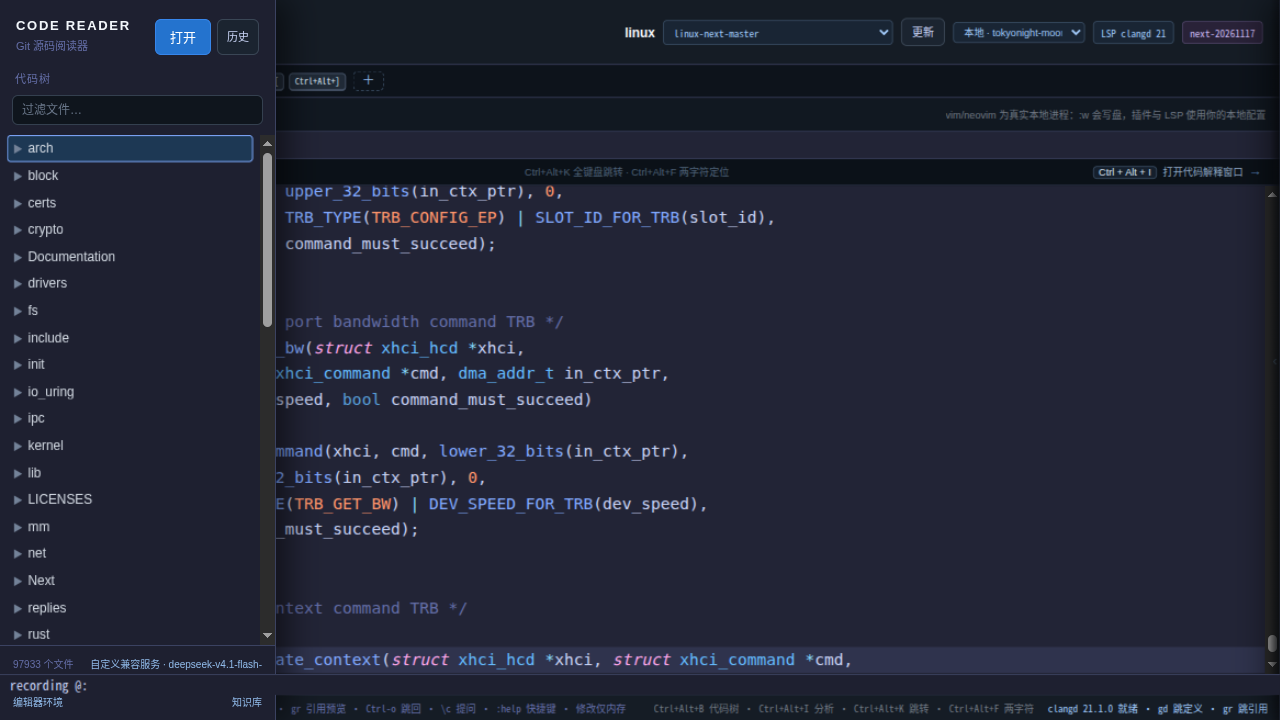 CODE READER
Git 源码阅读器
打开
历史
linux
linux-next-master
更新
本地 · tokyonight-moon
LSP clangd 21
next-20261117
代码树
过滤文件…
Ctrl+Alt+]
+
vim/neovim 为真实本地进程：:w 会写盘，插件与 LSP 使用你的本地配置
Ctrl+Alt+K 全键盘跳转 · Ctrl+Alt+F 两字符定位
Ctrl + Alt + I 打开代码解释窗口 →
arch
block
certs
crypto
Documentation
drivers
fs
include
init
io_uring
ipc
kernel
lib
LICENSES
mm
net
Next
replies
rust
upper_32_bits(in_ctx_ptr), 0,
TRB_TYPE(TRB_CONFIG_EP) | SLOT_ID_FOR_TRB(slot_id),
command_must_succeed);
port bandwidth command TRB */
_bw(struct xhci_hcd *xhci,
xhci_command *cmd, dma_addr_t in_ctx_ptr,
speed, bool command_must_succeed)
mmand(xhci, cmd, lower_32_bits(in_ctx_ptr),
2_bits(in_ctx_ptr), 0,
E(TRB_GET_BW) | DEV_SPEED_FOR_TRB(dev_speed),
_must_succeed);
ntext command TRB */
ate_context(struct xhci_hcd *xhci, struct xhci_command *cmd,
97933 个文件
自定义兼容服务 · deepseek-v4.1-flash-
recording @:
编辑器环境
知识库
· gr 引用预览 · Ctrl-o 跳回 · \c 提问 · :help 快捷键 · 修改仅内存
Ctrl+Alt+B 代码树 · Ctrl+Alt+I 分析 · Ctrl+Alt+K 跳转 · Ctrl+Alt+F 两字符
clangd 21.1.0 就绪 · gd 跳定义 · gr 跳引用